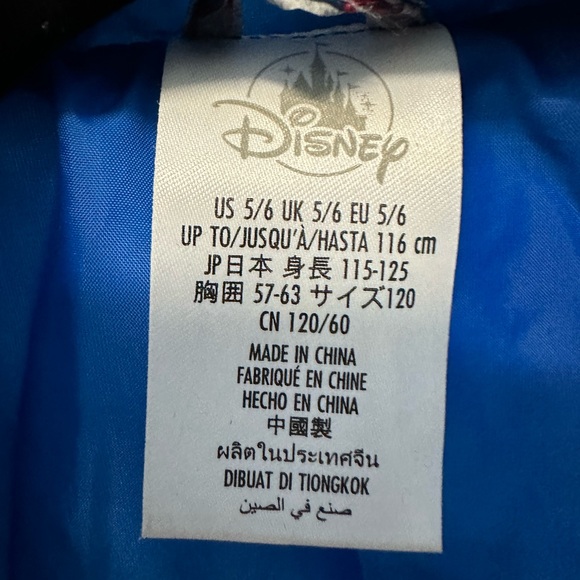 Disney
US 5/6 UK 5/6 EU 5/6
UP TO/JUSQU'À/HASTA 116 cm
JP日本 身長 115-125
胸囲 57-63 サイズ120
CN 120/60
MADE IN CHINA
FABRIQUÉ EN CHINE
HECHO EN CHINA
中國製
ผลิตในประเทศจีน
DIBUAT DI TIONGKOK
صنع في الصين